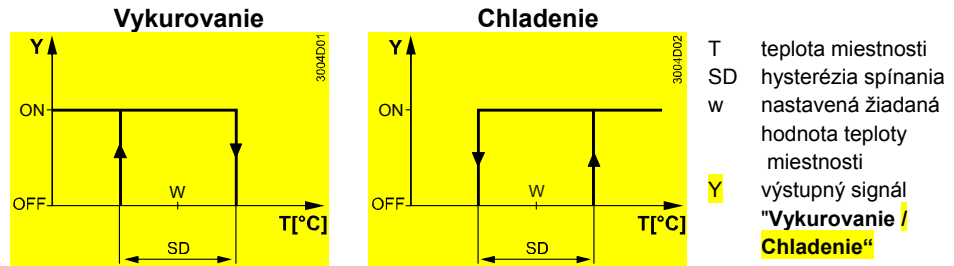 Vykurovanie
Y
3004D01
ON
W
OFF
T[°C]
SD
Chladenie
Y
3004D02
ON
W
OFF
T[°C]
SD
T teplota miestnosti
SD hysterézia spínania
w nastavená žiadaná
hodnota teploty
miestnosti
Y výstupný signál
"Vykurovanie /
Chladenie“